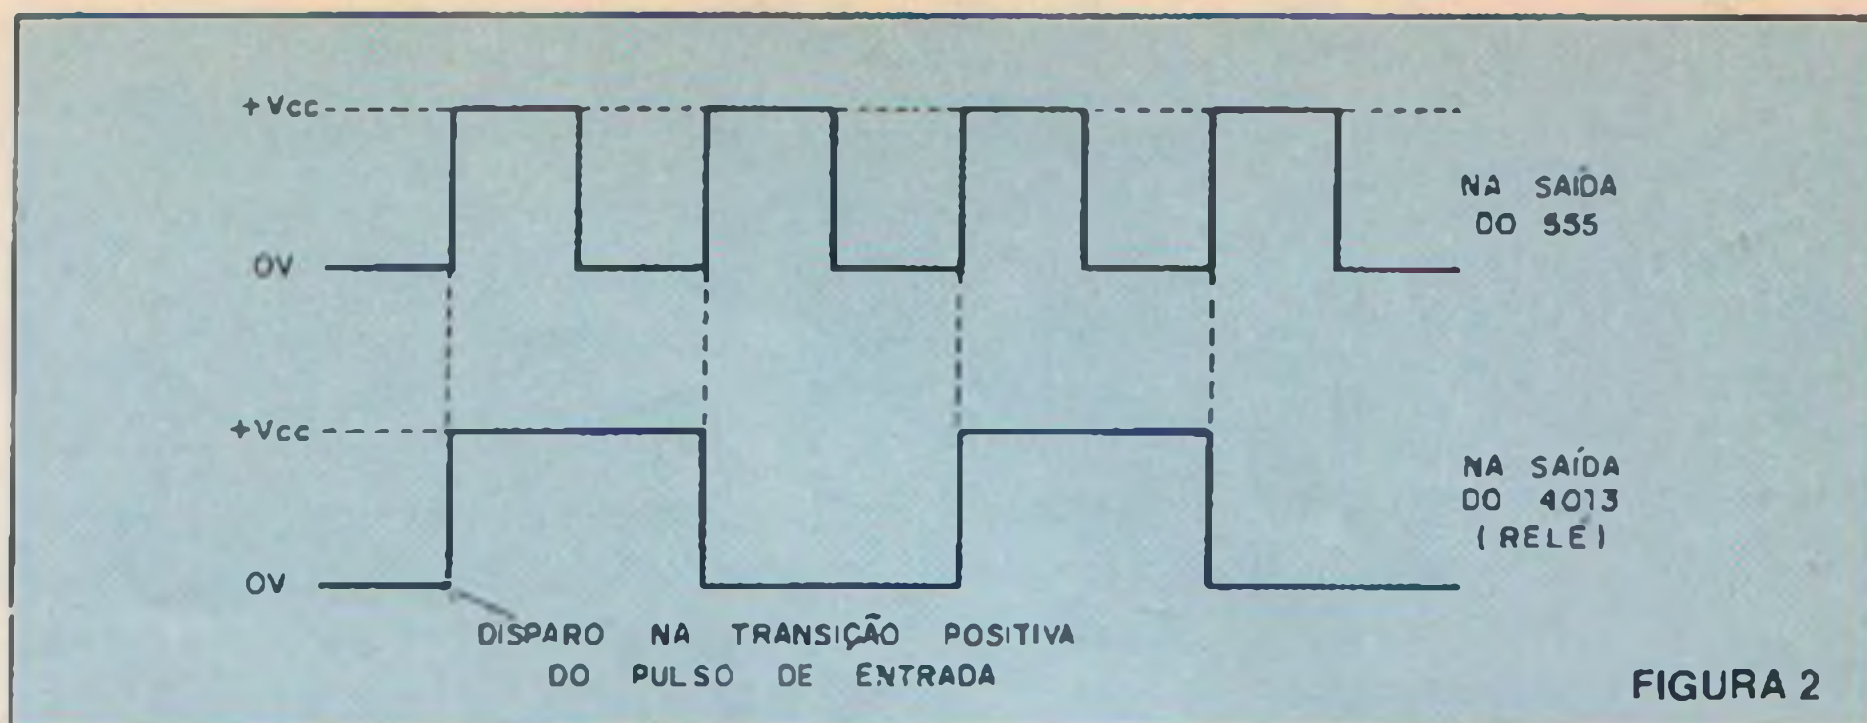 +Vcc
NA SAÍDA
DO 555
0V
+Vcc
NA SAÍDA
DO 4013
(RELÉ)
0V
DISPARO NA TRANSIÇÃO POSITIVA
DO PULSO DE ENTRADA
FIGURA 2